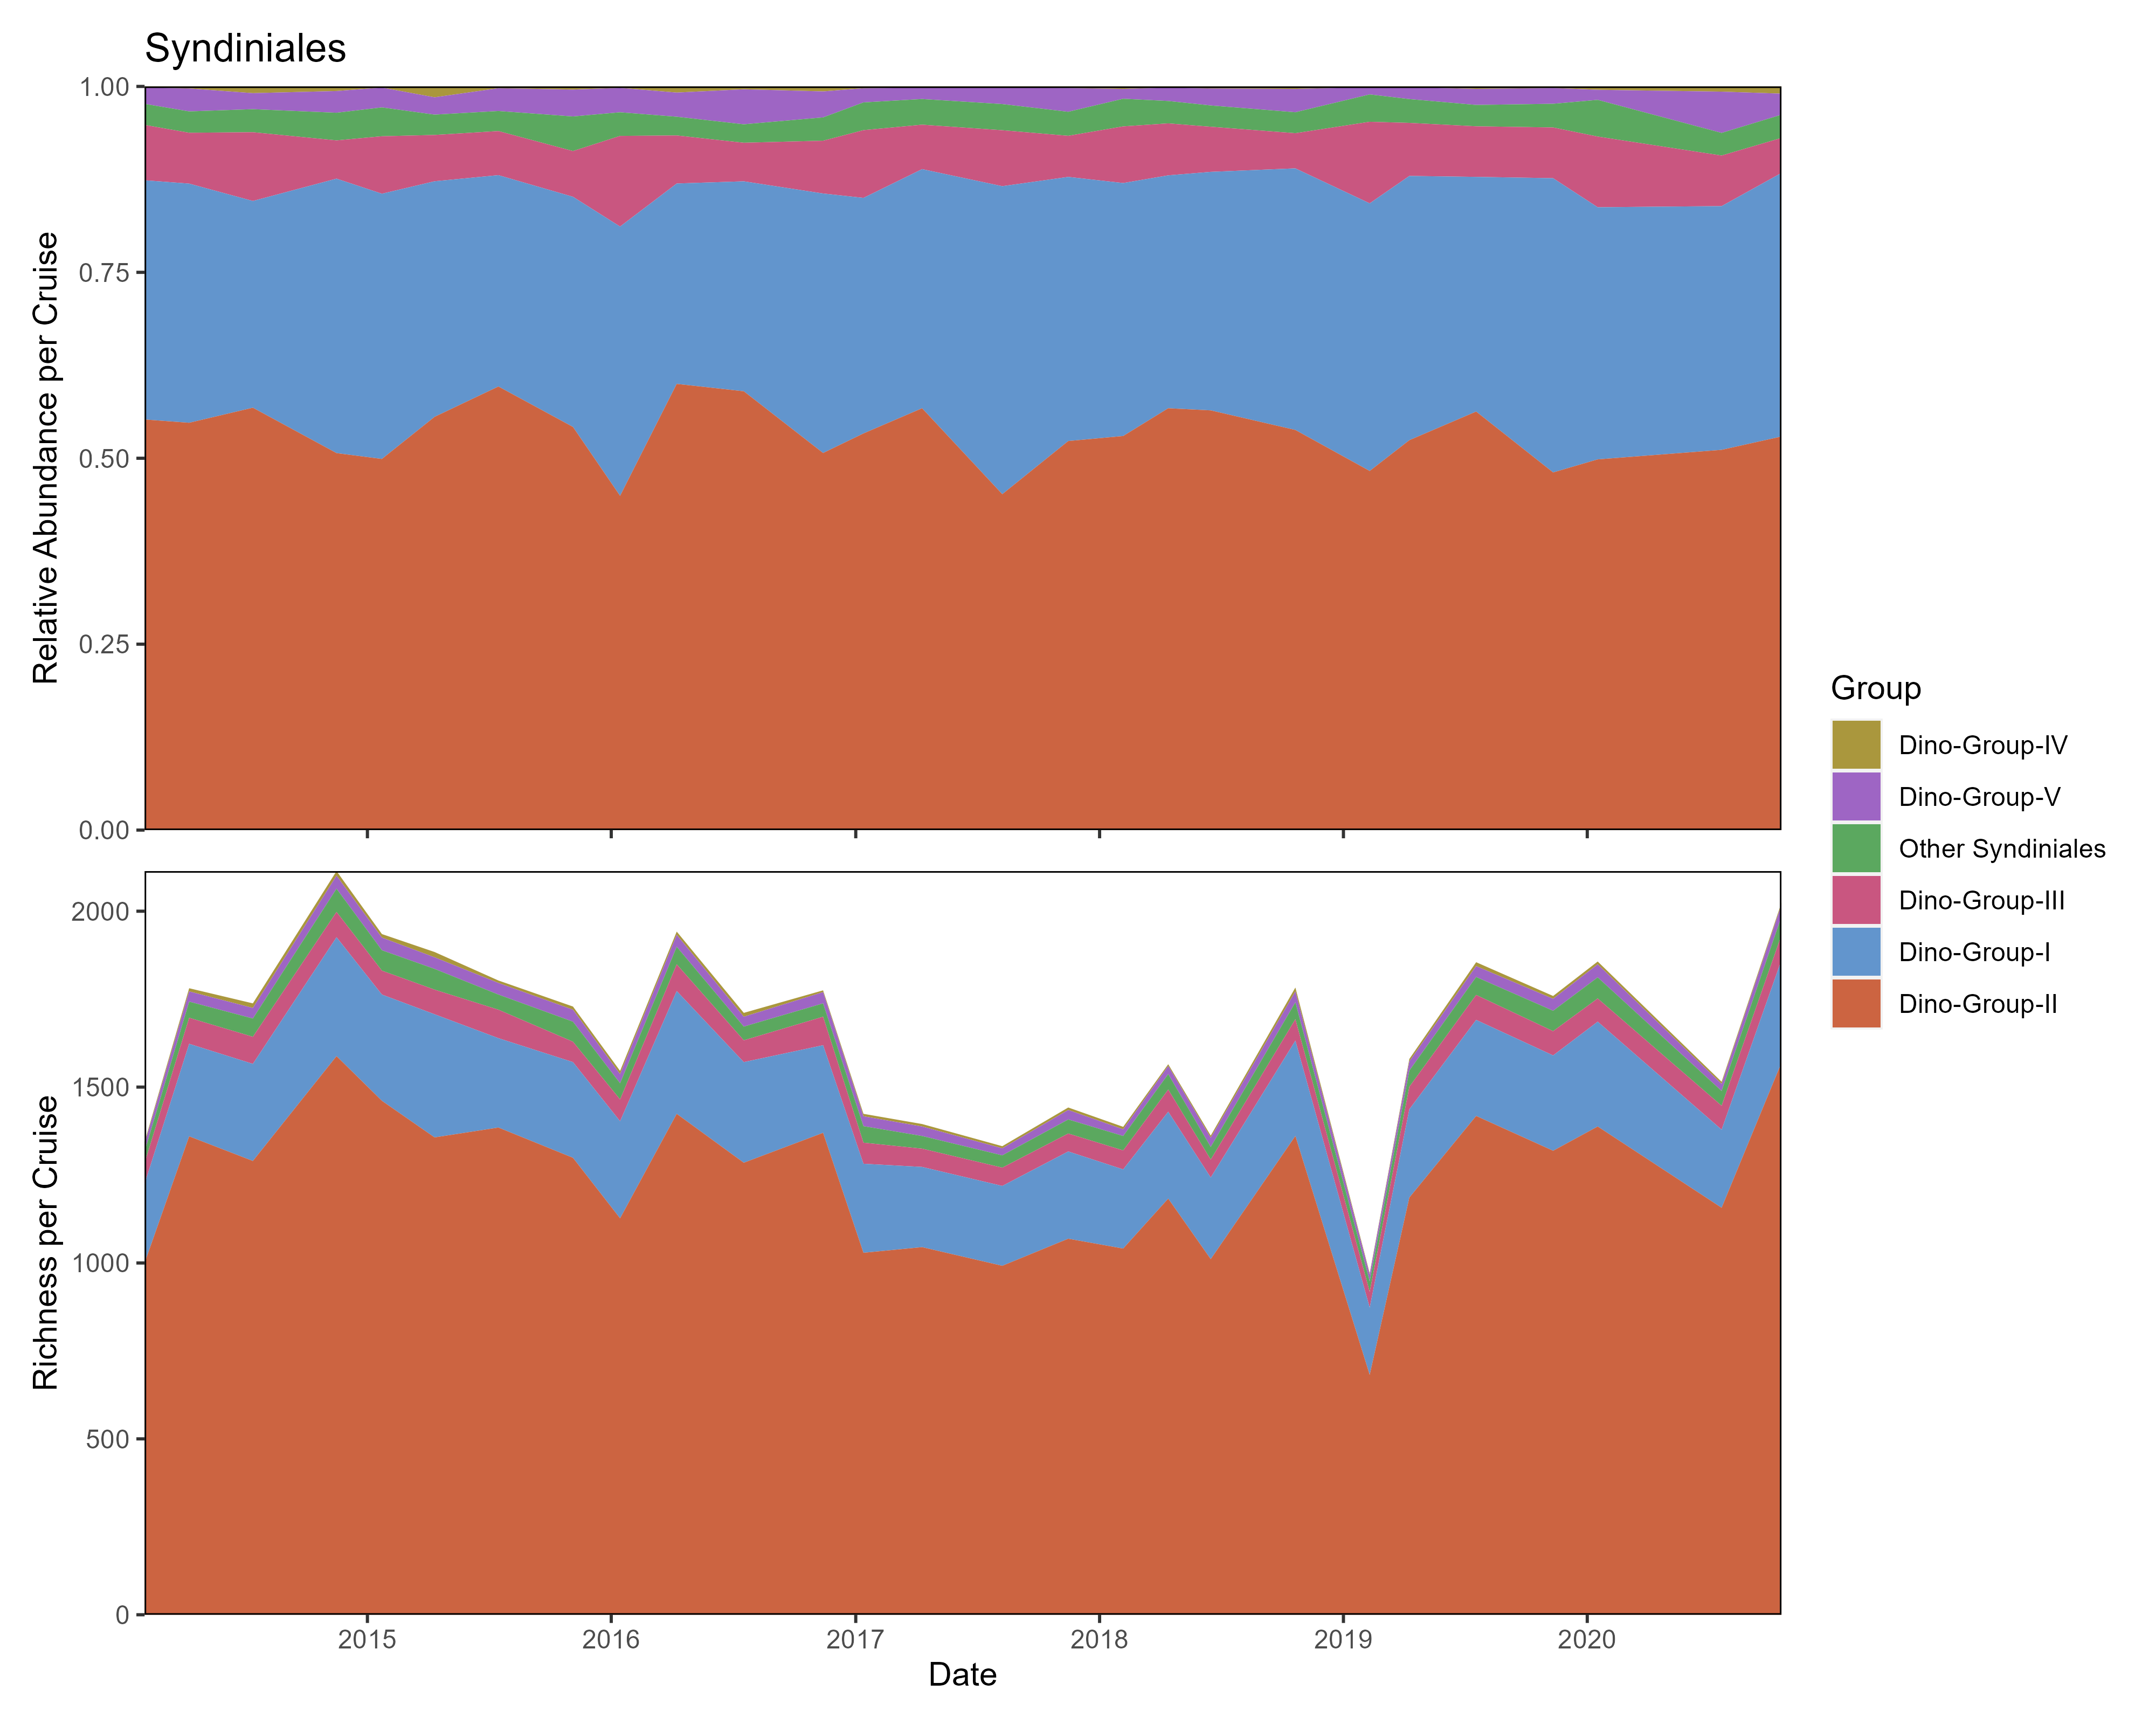 Syndiniales
Relative Abundance per Cruise
1.00
0.75
0.50
0.25
0.00
Richness per Cruise
2000
1500
1000
500
0
2015 2016 2017 2018 2019 2020
Date
Group
Dino-Group-IV
Dino-Group-V
Other Syndiniales
Dino-Group-III
Dino-Group-I
Dino-Group-II